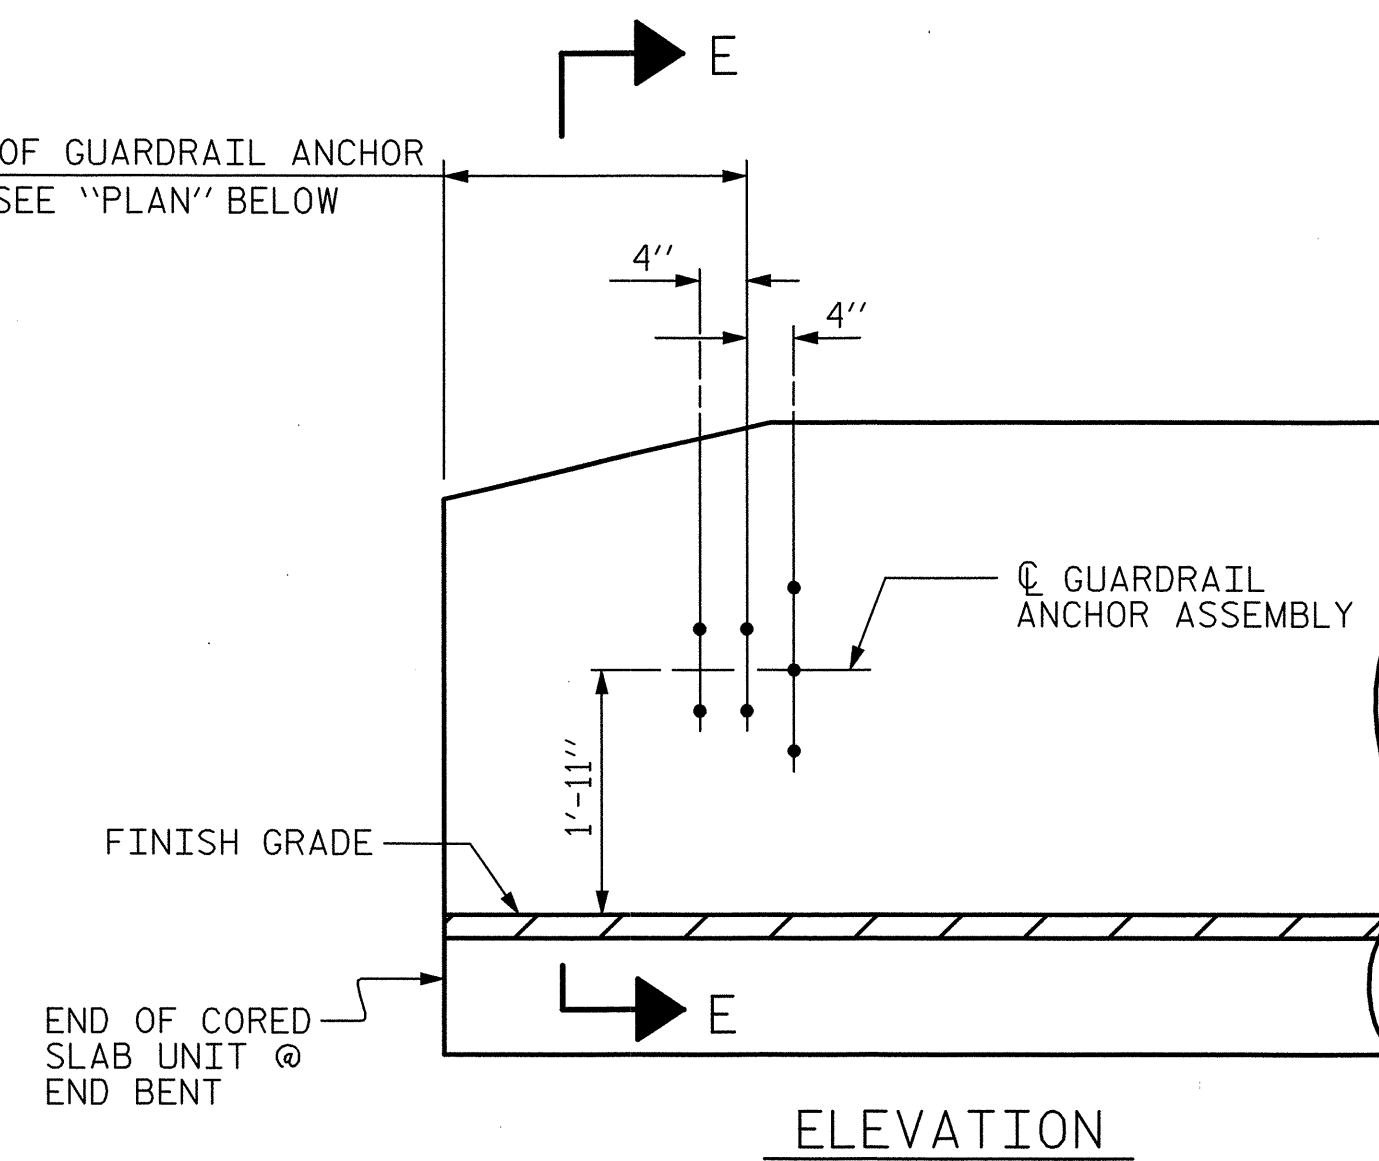 E
OF GUARDRAIL ANCHOR
SEE "PLAN" BELOW
4"
4"
℄ GUARDRAIL
ANCHOR ASSEMBLY
1'-11"
FINISH GRADE
END OF CORED
SLAB UNIT @
END BENT
E
ELEVATION